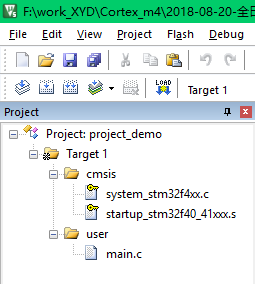 F:\work_XYD\Cortex_m4\2018-08-20-全
File Edit View Project Flash Debug
LOAD Target 1
Project
Project: project_demo
Target 1
cmsis
system_stm32f4xx.c
startup_stm32f40_41xxx.s
user
main.c